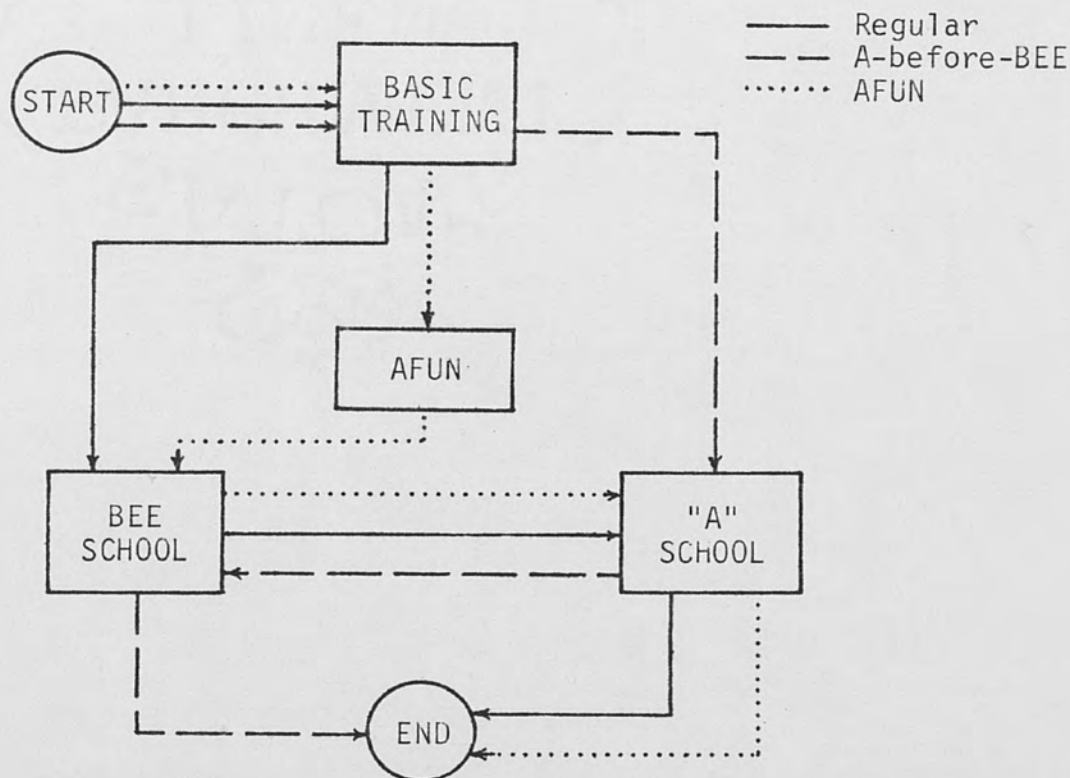 Regular
A-before-BEE
AFUN
START
BASIC
TRAINING
AFUN
BEE
SCHOOL
"A"
SCHOOL
END